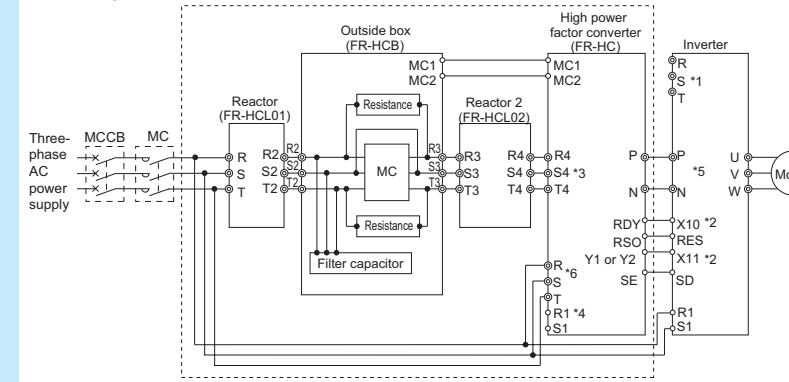 High power
factor converter
(FR-HC)
Outside box
(FR-HCB)
Inverter
MC1
MC2
MC1
MC2
R
S *1
T
Reactor
(FR-HCL01)
Resistance
Reactor 2
(FR-HCL02)
Three-
phase
AC
power
supply
MCCB
MC
R
S
T
R2
S2
T2
R2
S2
T2
MC
R3
S3
T3
R3
S3
T3
R4
S4
T4
R4
S4 *3
T4
P
N
P
N
*5
U
V
W
Mo
Resistance
Filter capacitor
RDY
RSO
Y1 or Y2
SE
X10 *2
RES
X11 *2
SD
R *6
S
T
R1 *4
S1
R1
S1